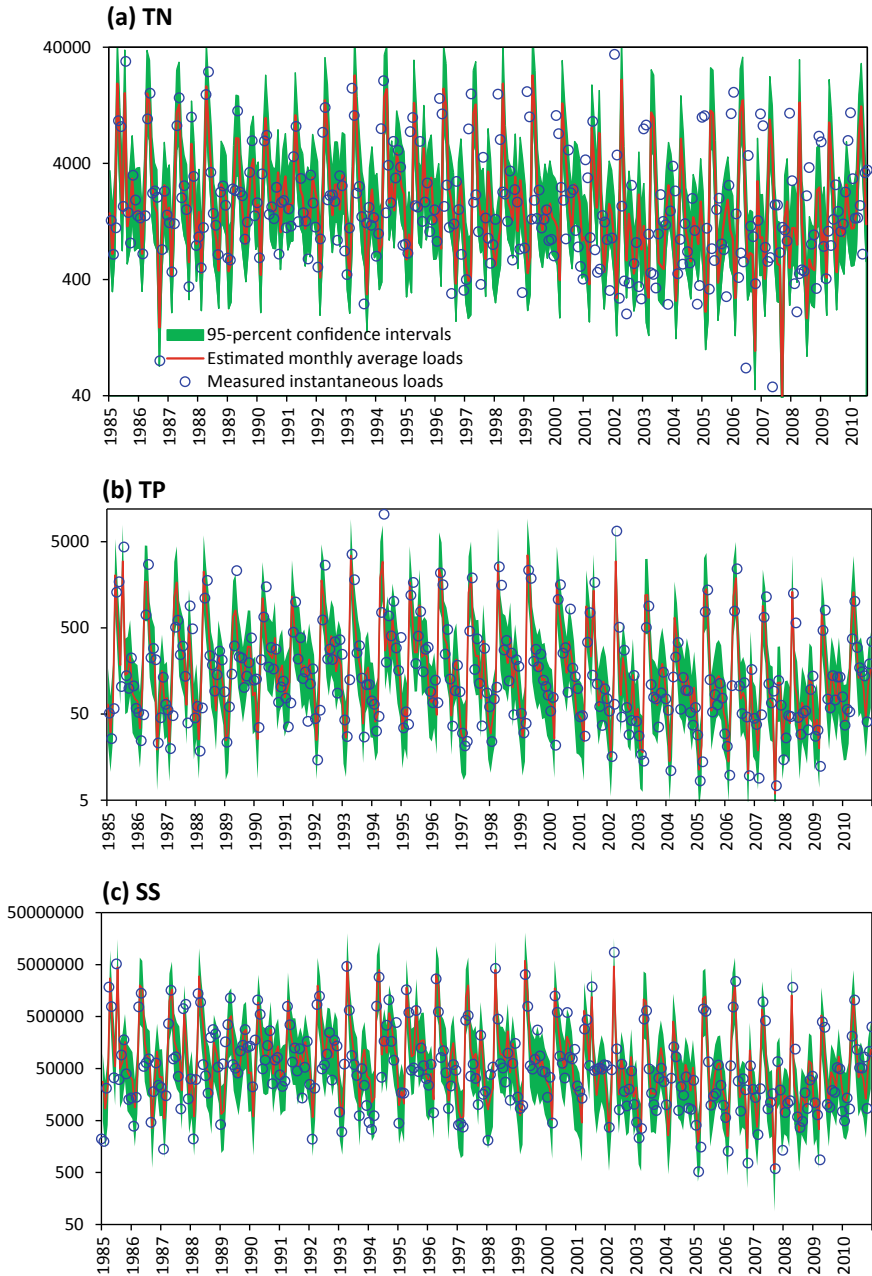 (a) TN
40000
4000
400
40
95-percent confidence intervals
Estimated monthly average loads
Measured instantaneous loads
1985 1986 1987 1988 1989 1990 1991 1992 1993 1994 1995 1996 1997 1998 1999 2000 2001 2002 2003 2004 2005 2006 2007 2008 2009 2010
(b) TP
5000
500
50
5
1985 1986 1987 1988 1989 1990 1991 1992 1993 1994 1995 1996 1997 1998 1999 2000 2001 2002 2003 2004 2005 2006 2007 2008 2009 2010
(c) SS
50000000
5000000
500000
50000
5000
500
50
1985 1986 1987 1988 1989 1990 1991 1992 1993 1994 1995 1996 1997 1998 1999 2000 2001 2002 2003 2004 2005 2006 2007 2008 2009 2010